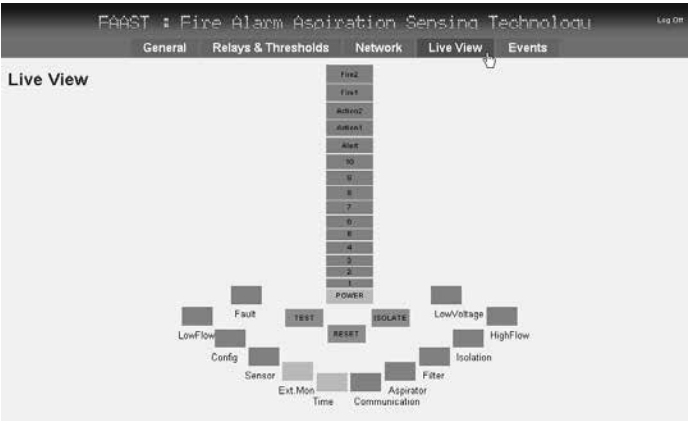 FAAST : Fire Alarm Aspiration Sensing Technology
Log Off
General Relays & Thresholds Network Live View Events
Live View
Fire2
Fire1
Action2
Action1
Alert
10
9
8
7
6
5
4
3
2
1
POWER
Fault LowVoltage
TEST ISOLATE
LowFlow RESET HighFlow
Config Isolation
Sensor Filter
Ext.Mon Aspirator
Time Communication